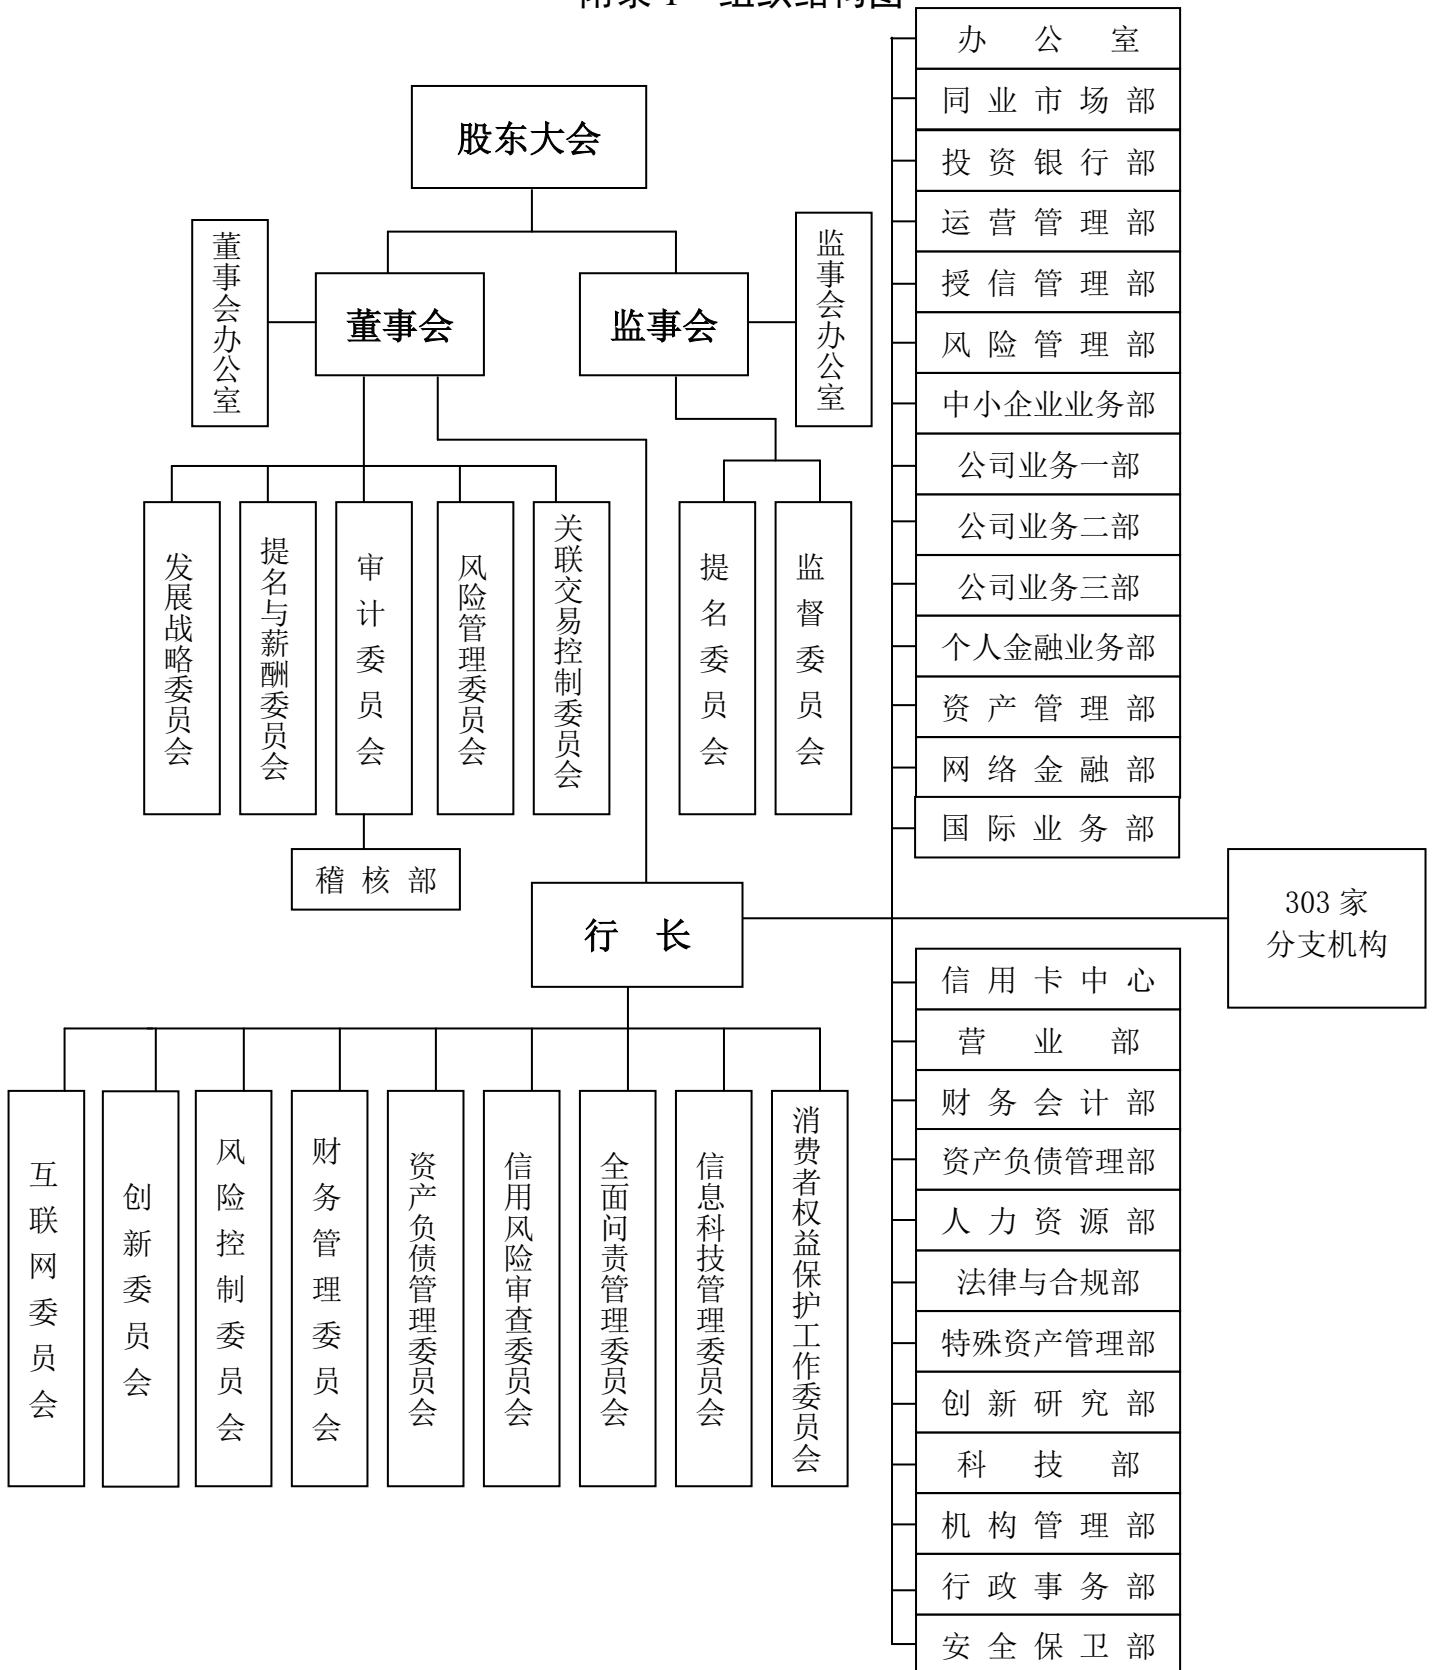 附录 1 组织结构图
股东大会
董事会办公室
董事会
监事会
监事会办公室
发展战略委员会
提名与薪酬委员会
审计委员会
风险管理委员会
关联交易控制委员会
提名委员会
监督委员会
稽核部
行 长
303 家
分支机构
互联网委员会
创新委员会
风险控制委员会
财务管理委员会
资产负债管理委员会
信用风险审查委员会
全面问责管理委员会
信息科技管理委员会
消费者权益保护工作委员会
办公室
同业市场部
投资银行部
运营管理部
授信管理部
风险管理部
中小企业业务部
公司业务一部
公司业务二部
公司业务三部
个人金融业务部
资产管理部
网络金融部
国际业务部
信用卡中心
营业部
财务会计部
资产负债管理部
人力资源部
法律与合规部
特殊资产管理部
创新研究部
科技部
机构管理部
行政事务部
安全保卫部